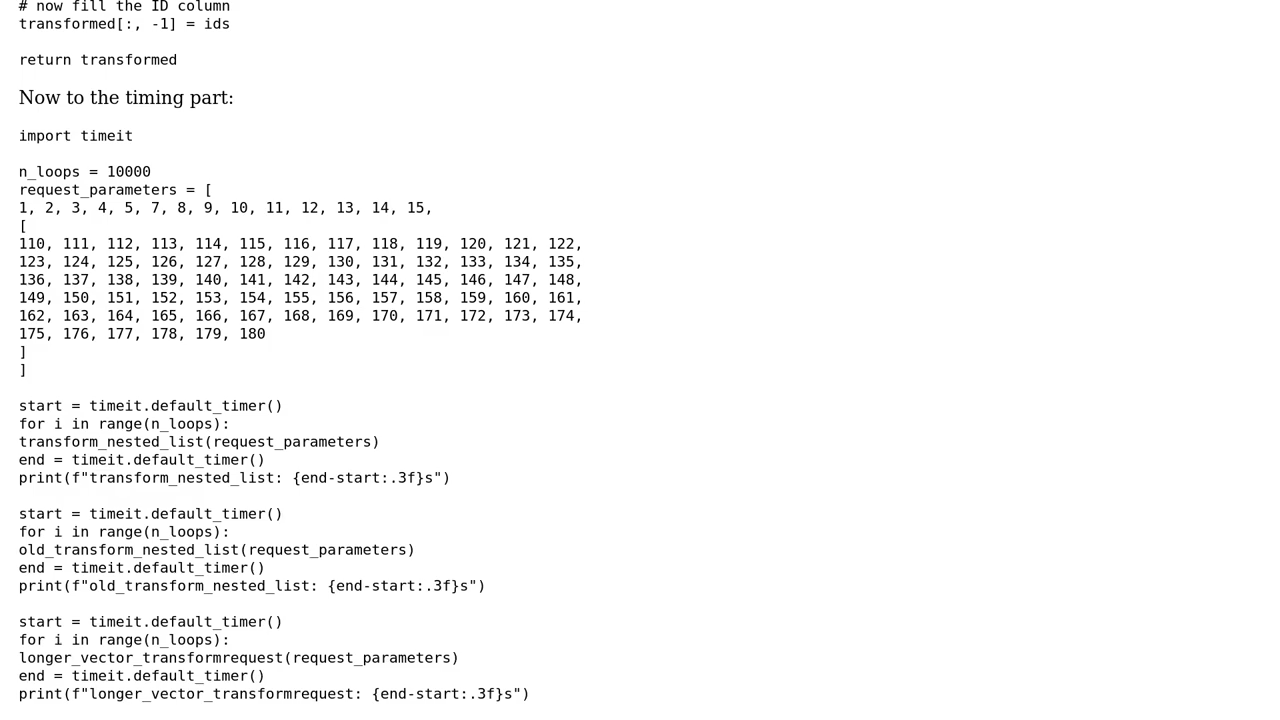 # now fill the ID column
transformed[:, -1] = ids
return transformed
Now to the timing part:
import timeit
n_loops = 10000
request_parameters = [
1, 2, 3, 4, 5, 7, 8, 9, 10, 11, 12, 13, 14, 15,
[
110, 111, 112, 113, 114, 115, 116, 117, 118, 119, 120, 121, 122,
123, 124, 125, 126, 127, 128, 129, 130, 131, 132, 133, 134, 135,
136, 137, 138, 139, 140, 141, 142, 143, 144, 145, 146, 147, 148,
149, 150, 151, 152, 153, 154, 155, 156, 157, 158, 159, 160, 161,
162, 163, 164, 165, 166, 167, 168, 169, 170, 171, 172, 173, 174,
175, 176, 177, 178, 179, 180
]
]
start = timeit.default_timer()
for i in range(n_loops):
transform_nested_list(request_parameters)
end = timeit.default_timer()
print(f"transform_nested_list: {end-start:.3f}s")
start = timeit.default_timer()
for i in range(n_loops):
old_transform_nested_list(request_parameters)
end = timeit.default_timer()
print(f"old_transform_nested_list: {end-start:.3f}s")
start = timeit.default_timer()
for i in range(n_loops):
longer_vector_transformrequest(request_parameters)
end = timeit.default_timer()
print(f"longer_vector_transformrequest: {end-start:.3f}s")